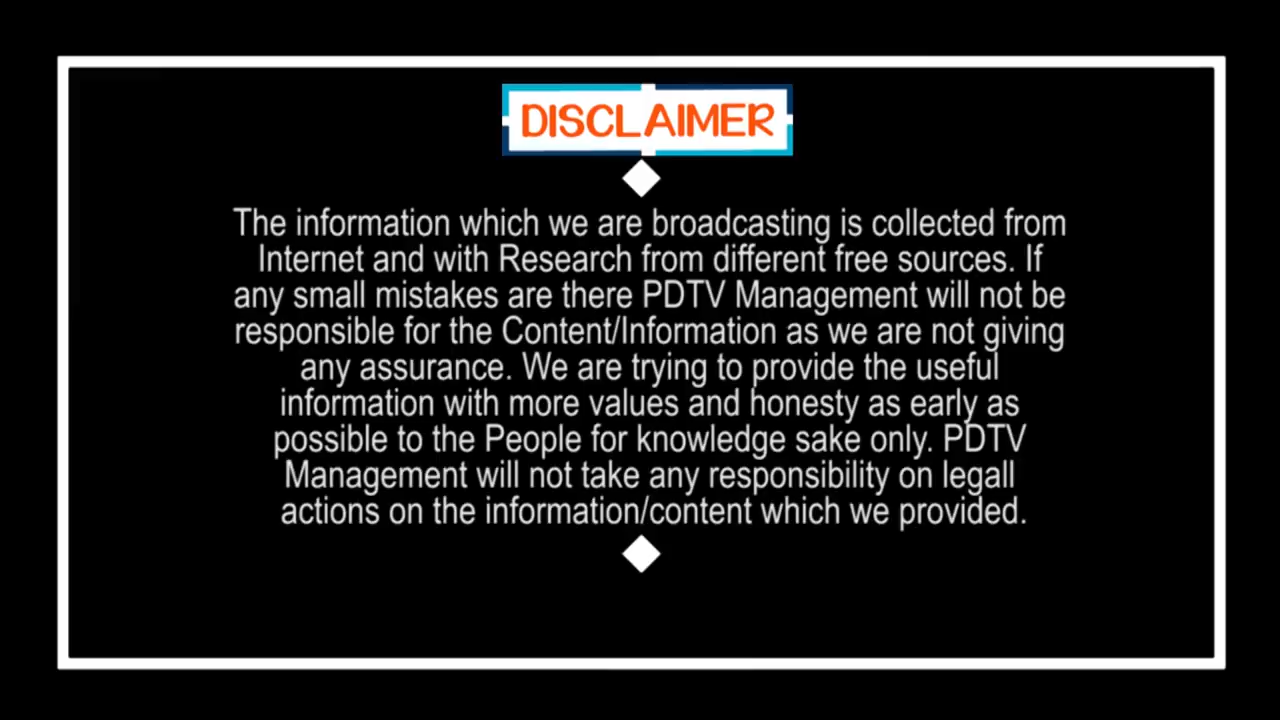 DISCLAIMER
The information which we are broadcasting is collected from
Internet and with Research from different free sources. If
any small mistakes are there PDTV Management will not be
responsible for the Content/Information as we are not giving
any assurance. We are trying to provide the useful
information with more values and honesty as early as
possible to the People for knowledge sake only. PDTV
Management will not take any responsibility on legall
actions on the information/content which we provided.